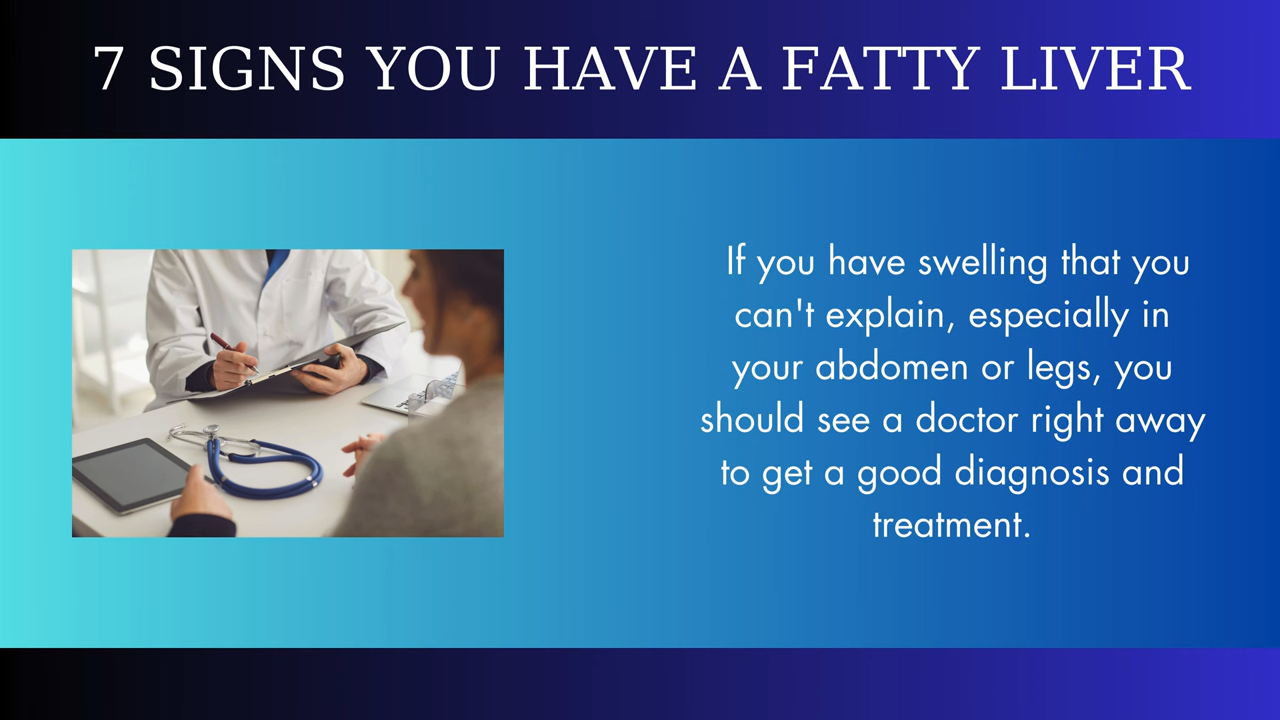 7 SIGNS YOU HAVE A FATTY LIVER
If you have swelling that you
can't explain, especially in
your abdomen or legs, you
should see a doctor right away
to get a good diagnosis and
treatment.